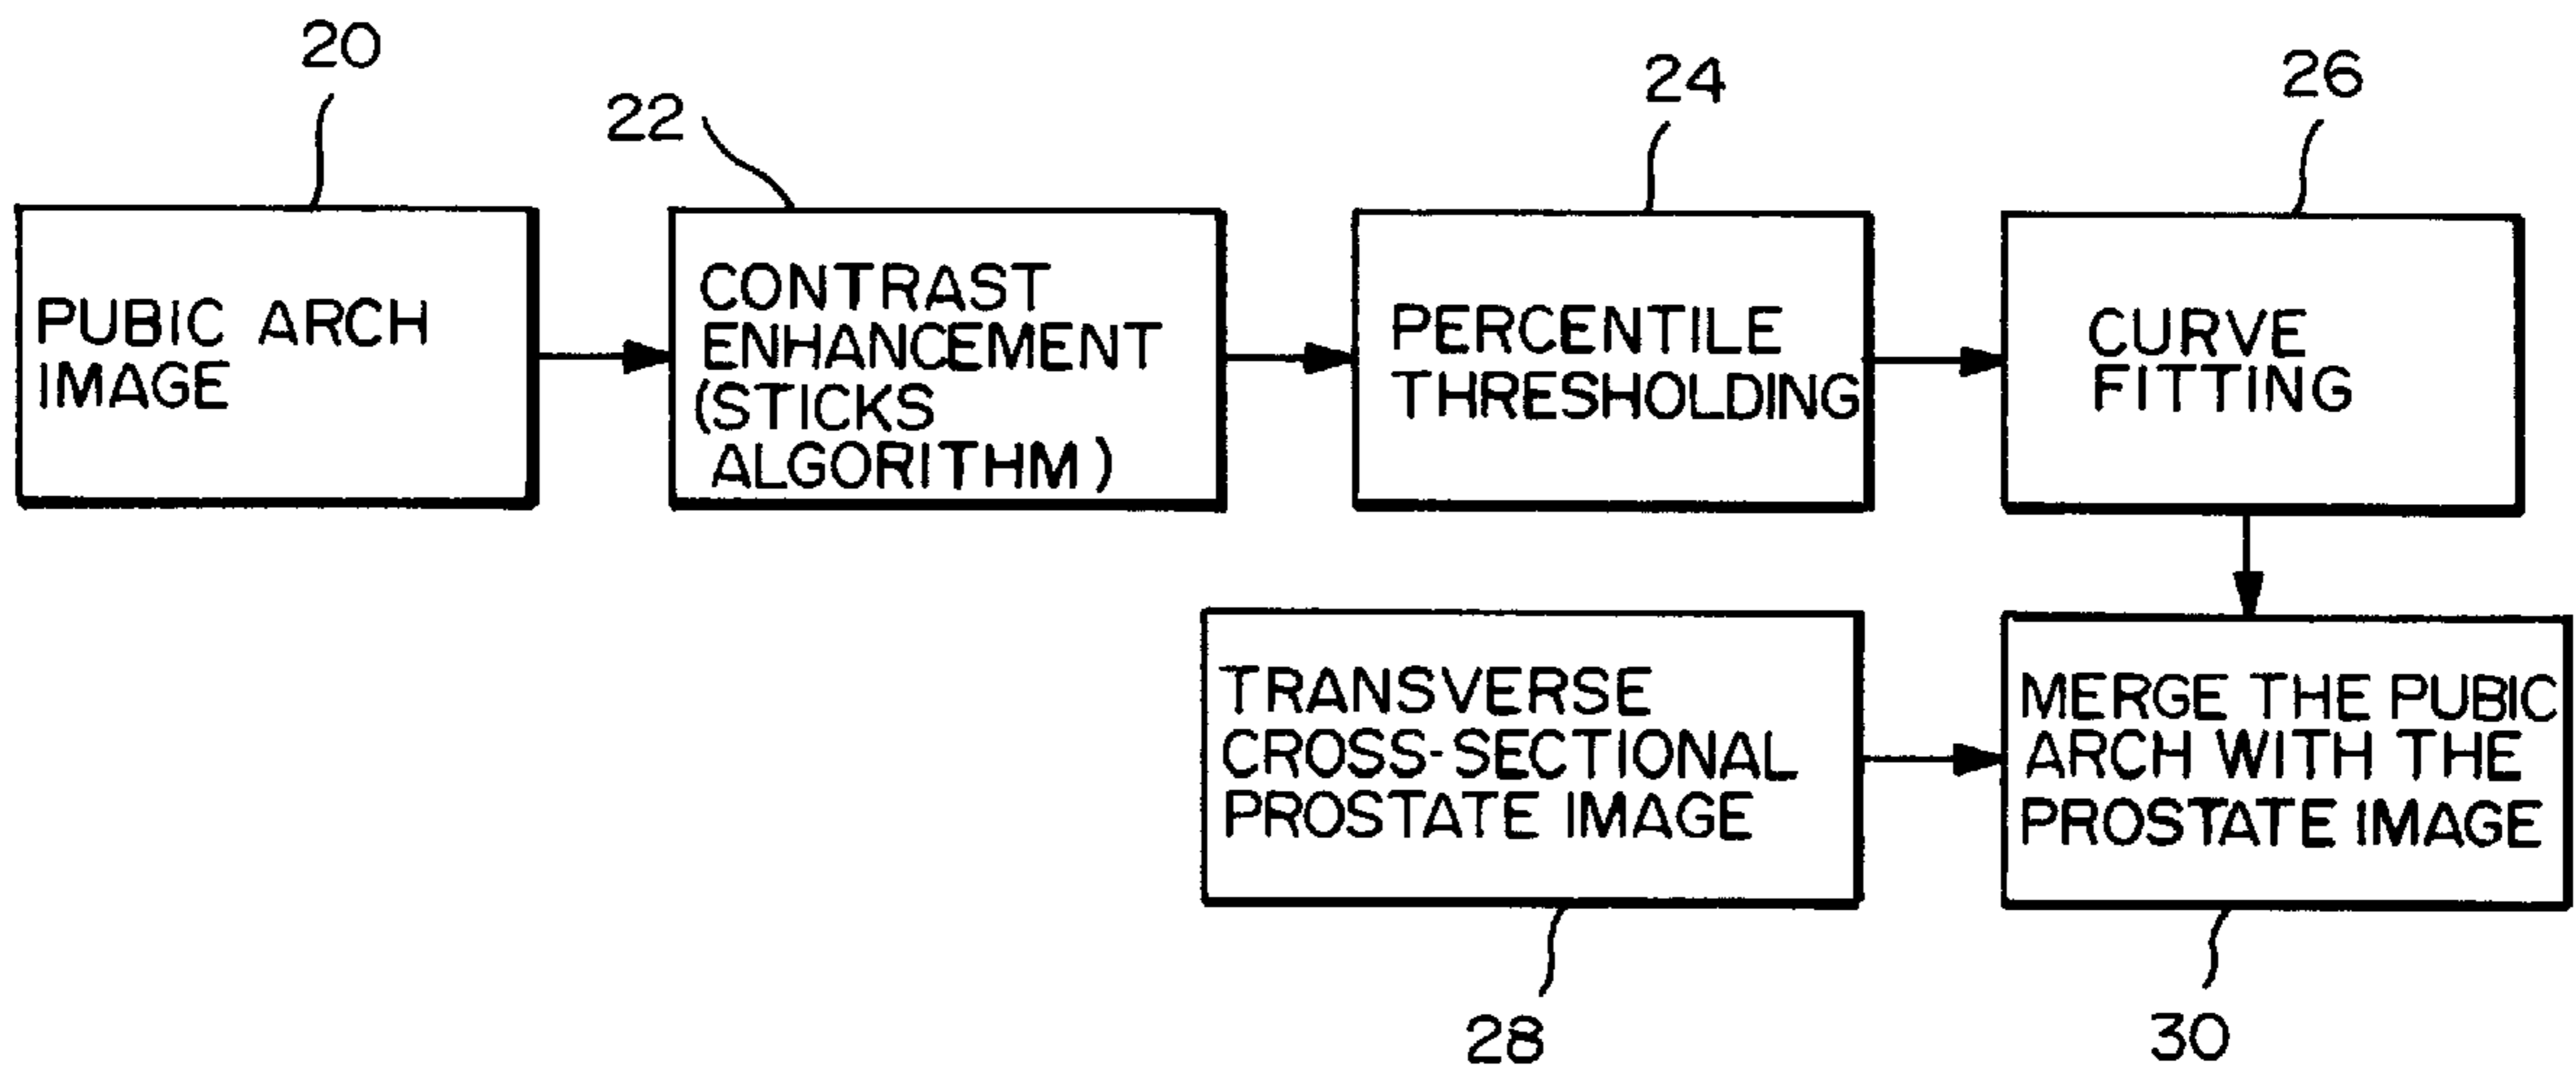 20
22
24
26
PUBIC ARCH
IMAGE
CONTRAST
ENHANCEMENT
(STICKS
ALGORITHM)
PERCENTILE
THRESHOLDING
CURVE
FITTING
TRANSVERSE
CROSS-SECTIONAL
PROSTATE IMAGE
MERGE THE PUBIC
ARCH WITH THE
PROSTATE IMAGE
28
30